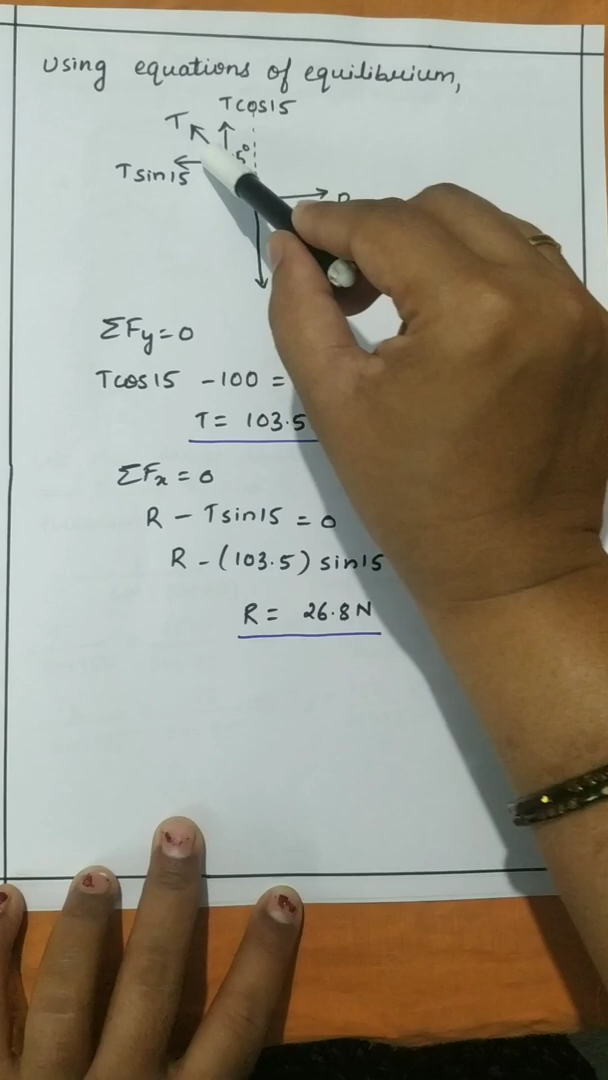 Using equations of equilibrium,
Tcos15
T
5°
Tsin15
R
ΣFy=0
Tcos15 -100 =
T= 103.5
ΣFx = 0
R - Tsin15 = 0
R - (103.5) sin15
R = 26.8N